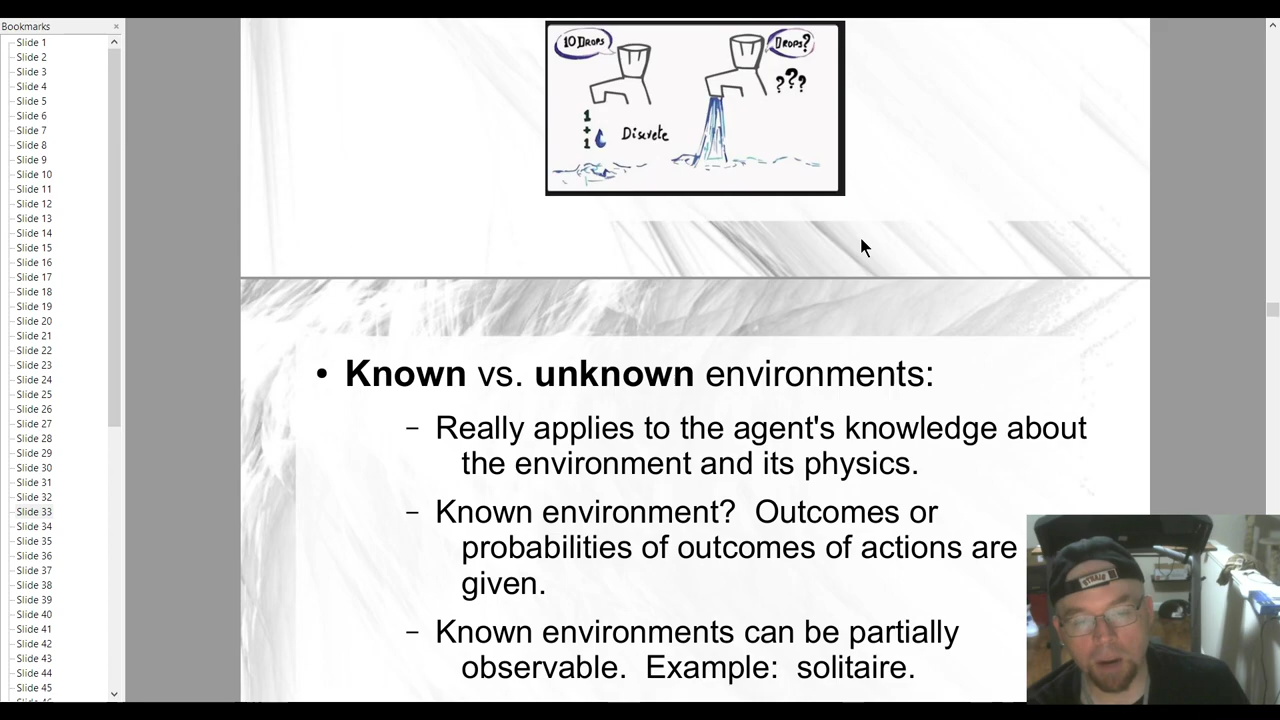 Bookmarks
Slide 1
Slide 2
Slide 3
Slide 4
Slide 5
Slide 6
Slide 7
Slide 8
Slide 9
Slide 10
Slide 11
Slide 12
Slide 13
Slide 14
Slide 15
Slide 16
Slide 17
Slide 18
Slide 19
Slide 20
Slide 21
Slide 22
Slide 23
Slide 24
Slide 25
Slide 26
Slide 27
Slide 28
Slide 29
Slide 30
Slide 31
Slide 32
Slide 33
Slide 34
Slide 35
Slide 36
Slide 37
Slide 38
Slide 39
Slide 40
Slide 41
Slide 42
Slide 43
Slide 44
Slide 45
10 Drops
Drops?
???
1
+
1
Discrete
• Known vs. unknown environments:
– Really applies to the agent's knowledge about
the environment and its physics.
– Known environment? Outcomes or
probabilities of outcomes of actions are
given.
– Known environments can be partially
observable. Example: solitaire.